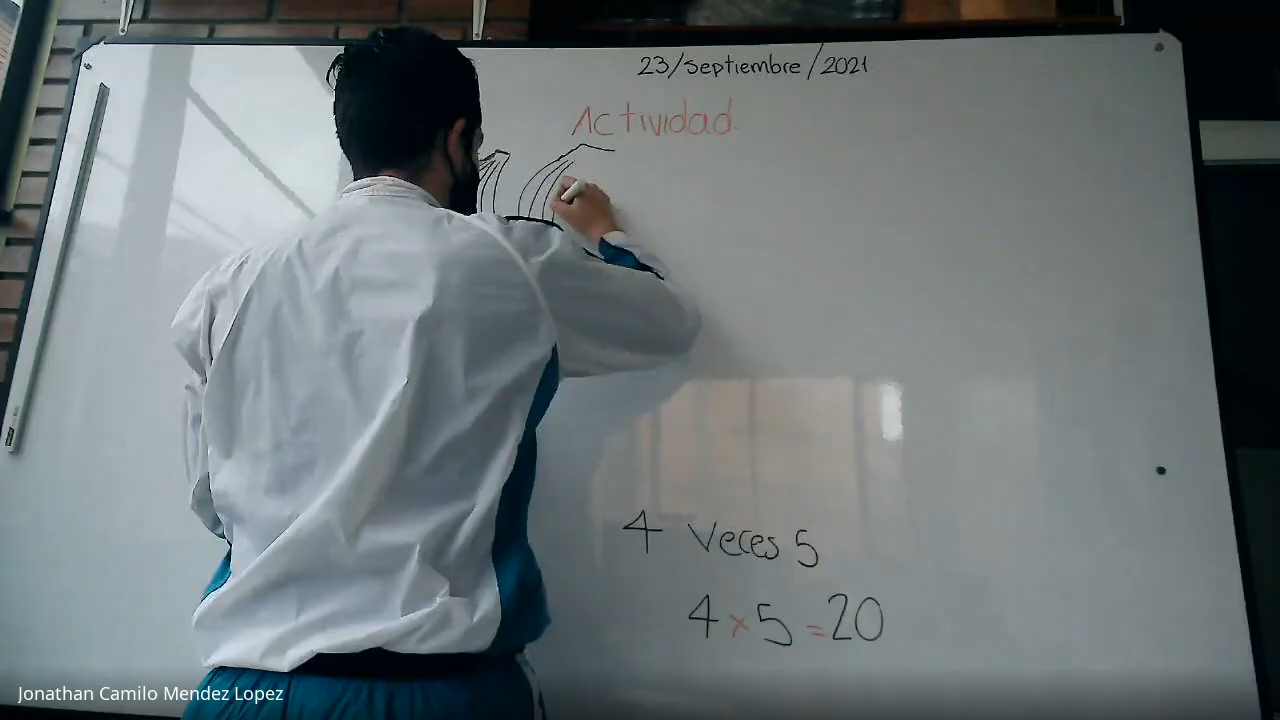 23/Septiembre/2021
Actividad.
4 veces 5
4 x 5 = 20
Jonathan Camilo Mendez Lopez